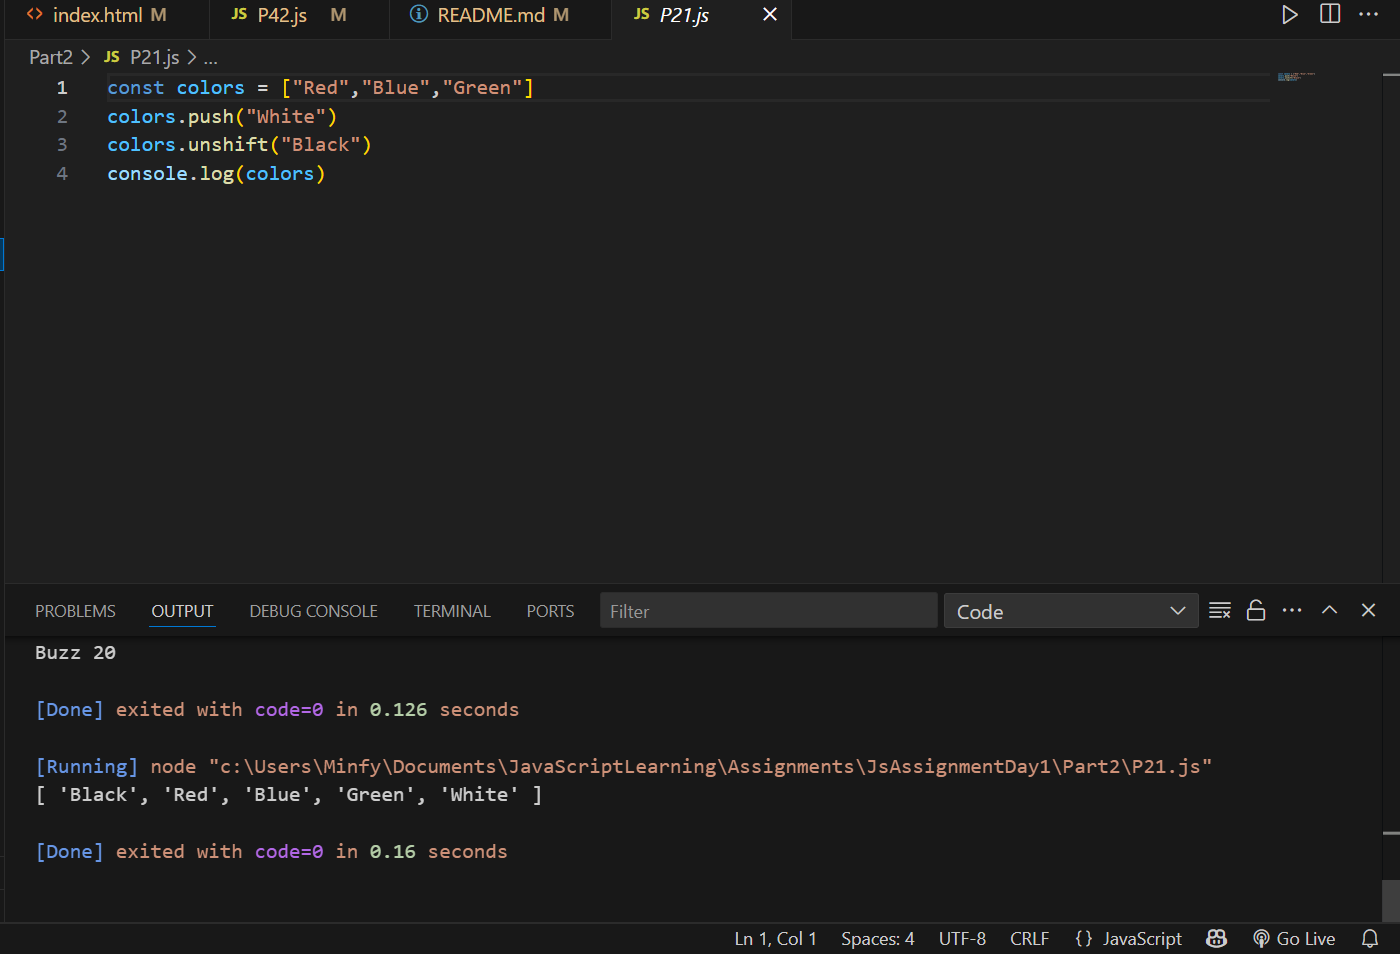 <> index.html M JS P42.js M README.md M JS P21.js
Part2 > JS P21.js > ...
1 const colors = ["Red","Blue","Green"]
2 colors.push("White")
3 colors.unshift("Black")
4 console.log(colors)
PROBLEMS OUTPUT DEBUG CONSOLE TERMINAL PORTS Filter Code
Buzz 20
[Done] exited with code=0 in 0.126 seconds
[Running] node "c:\Users\Minfy\Documents\JavaScriptLearning\Assignments\JsAssignmentDay1\Part2\P21.js"
[ 'Black', 'Red', 'Blue', 'Green', 'White' ]
[Done] exited with code=0 in 0.16 seconds
Ln 1, Col 1 Spaces: 4 UTF-8 CRLF {} JavaScript Go Live